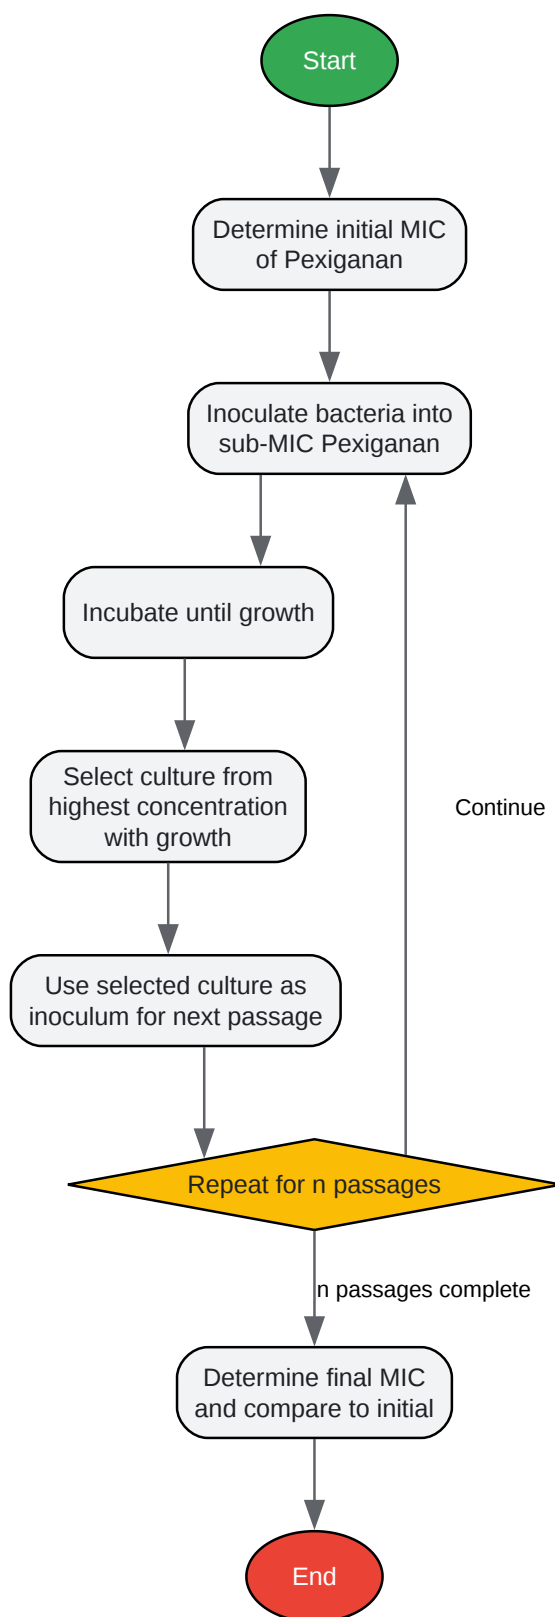 Start
Determine initial MIC
of Pexiganan
Inoculate bacteria into
sub-MIC Pexiganan
Incubate until growth
Select culture from
highest concentration
with growth
Continue
Use selected culture as
inoculum for next passage
Repeat for n passages
n passages complete
Determine final MIC
and compare to initial
End